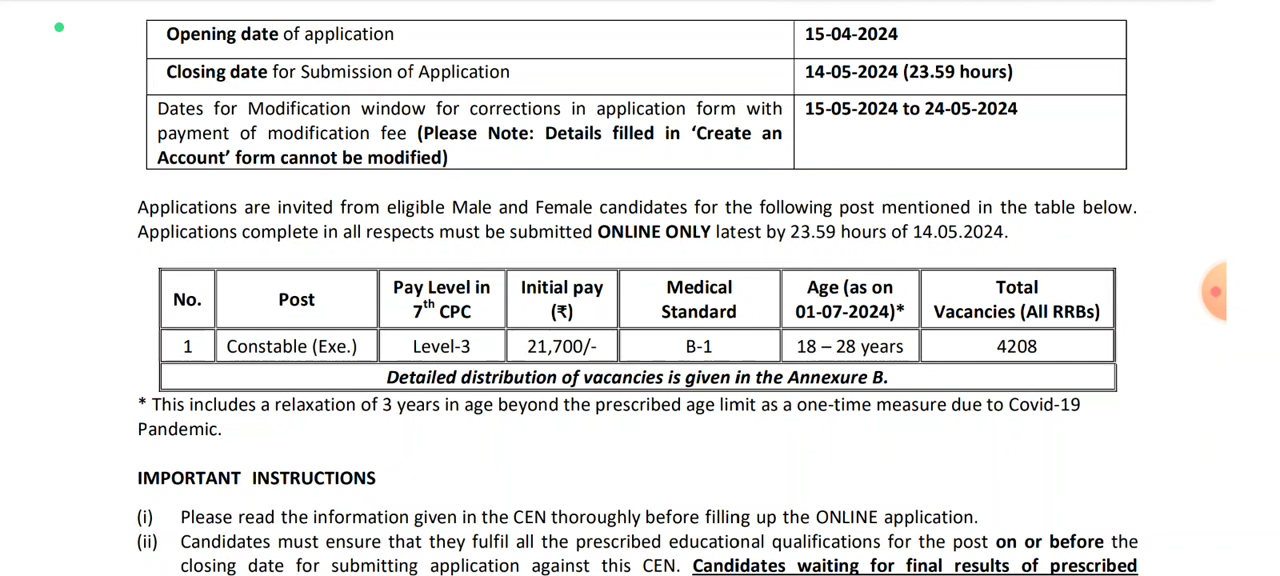 Opening date of application 15-04-2024
Closing date for Submission of Application 14-05-2024 (23.59 hours)
Dates for Modification window for corrections in application form with 15-05-2024 to 24-05-2024
payment of modification fee (Please Note: Details filled in ‘Create an
Account’ form cannot be modified)
Applications are invited from eligible Male and Female candidates for the following post mentioned in the table below.
Applications complete in all respects must be submitted ONLINE ONLY latest by 23.59 hours of 14.05.2024.
No. Post Pay Level in 7th CPC Initial pay (₹) Medical Standard Age (as on 01-07-2024)* Total Vacancies (All RRBs)
1 Constable (Exe.) Level-3 21,700/- B-1 18 – 28 years 4208
Detailed distribution of vacancies is given in the Annexure B.
* This includes a relaxation of 3 years in age beyond the prescribed age limit as a one-time measure due to Covid-19
Pandemic.
IMPORTANT INSTRUCTIONS
(i) Please read the information given in the CEN thoroughly before filling up the ONLINE application.
(ii) Candidates must ensure that they fulfil all the prescribed educational qualifications for the post on or before the
closing date for submitting application against this CEN. Candidates waiting for final results of prescribed